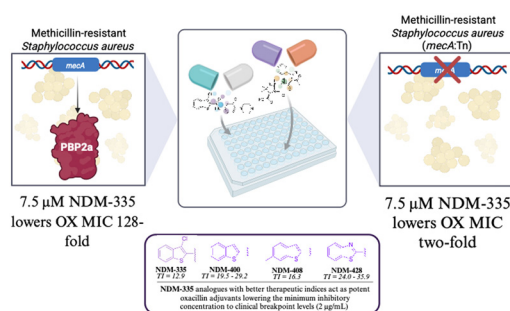 Methicillin-resistant
Staphylococcus aureus
mecA
PBP2a
7.5 μM NDM-335
lowers OX MIC 128-
fold
Methicillin-resistant
Staphylococcus aureus
(mecA:Tn)
mecA
7.5 μM NDM-335
lowers OX MIC
two-fold
Cl
S
S
S
N
S
NDM-335
TI = 12.9
NDM-400
TI = 19.5 - 29.2
NDM-408
TI = 16.3
NDM-428
TI = 24.0 - 35.9
NDM-335 analogues with better therapeutic indices act as potent
oxacillin adjuvants lowering the minimum inhibitory
concentration to clinical breakpoint levels (2 μg/mL)